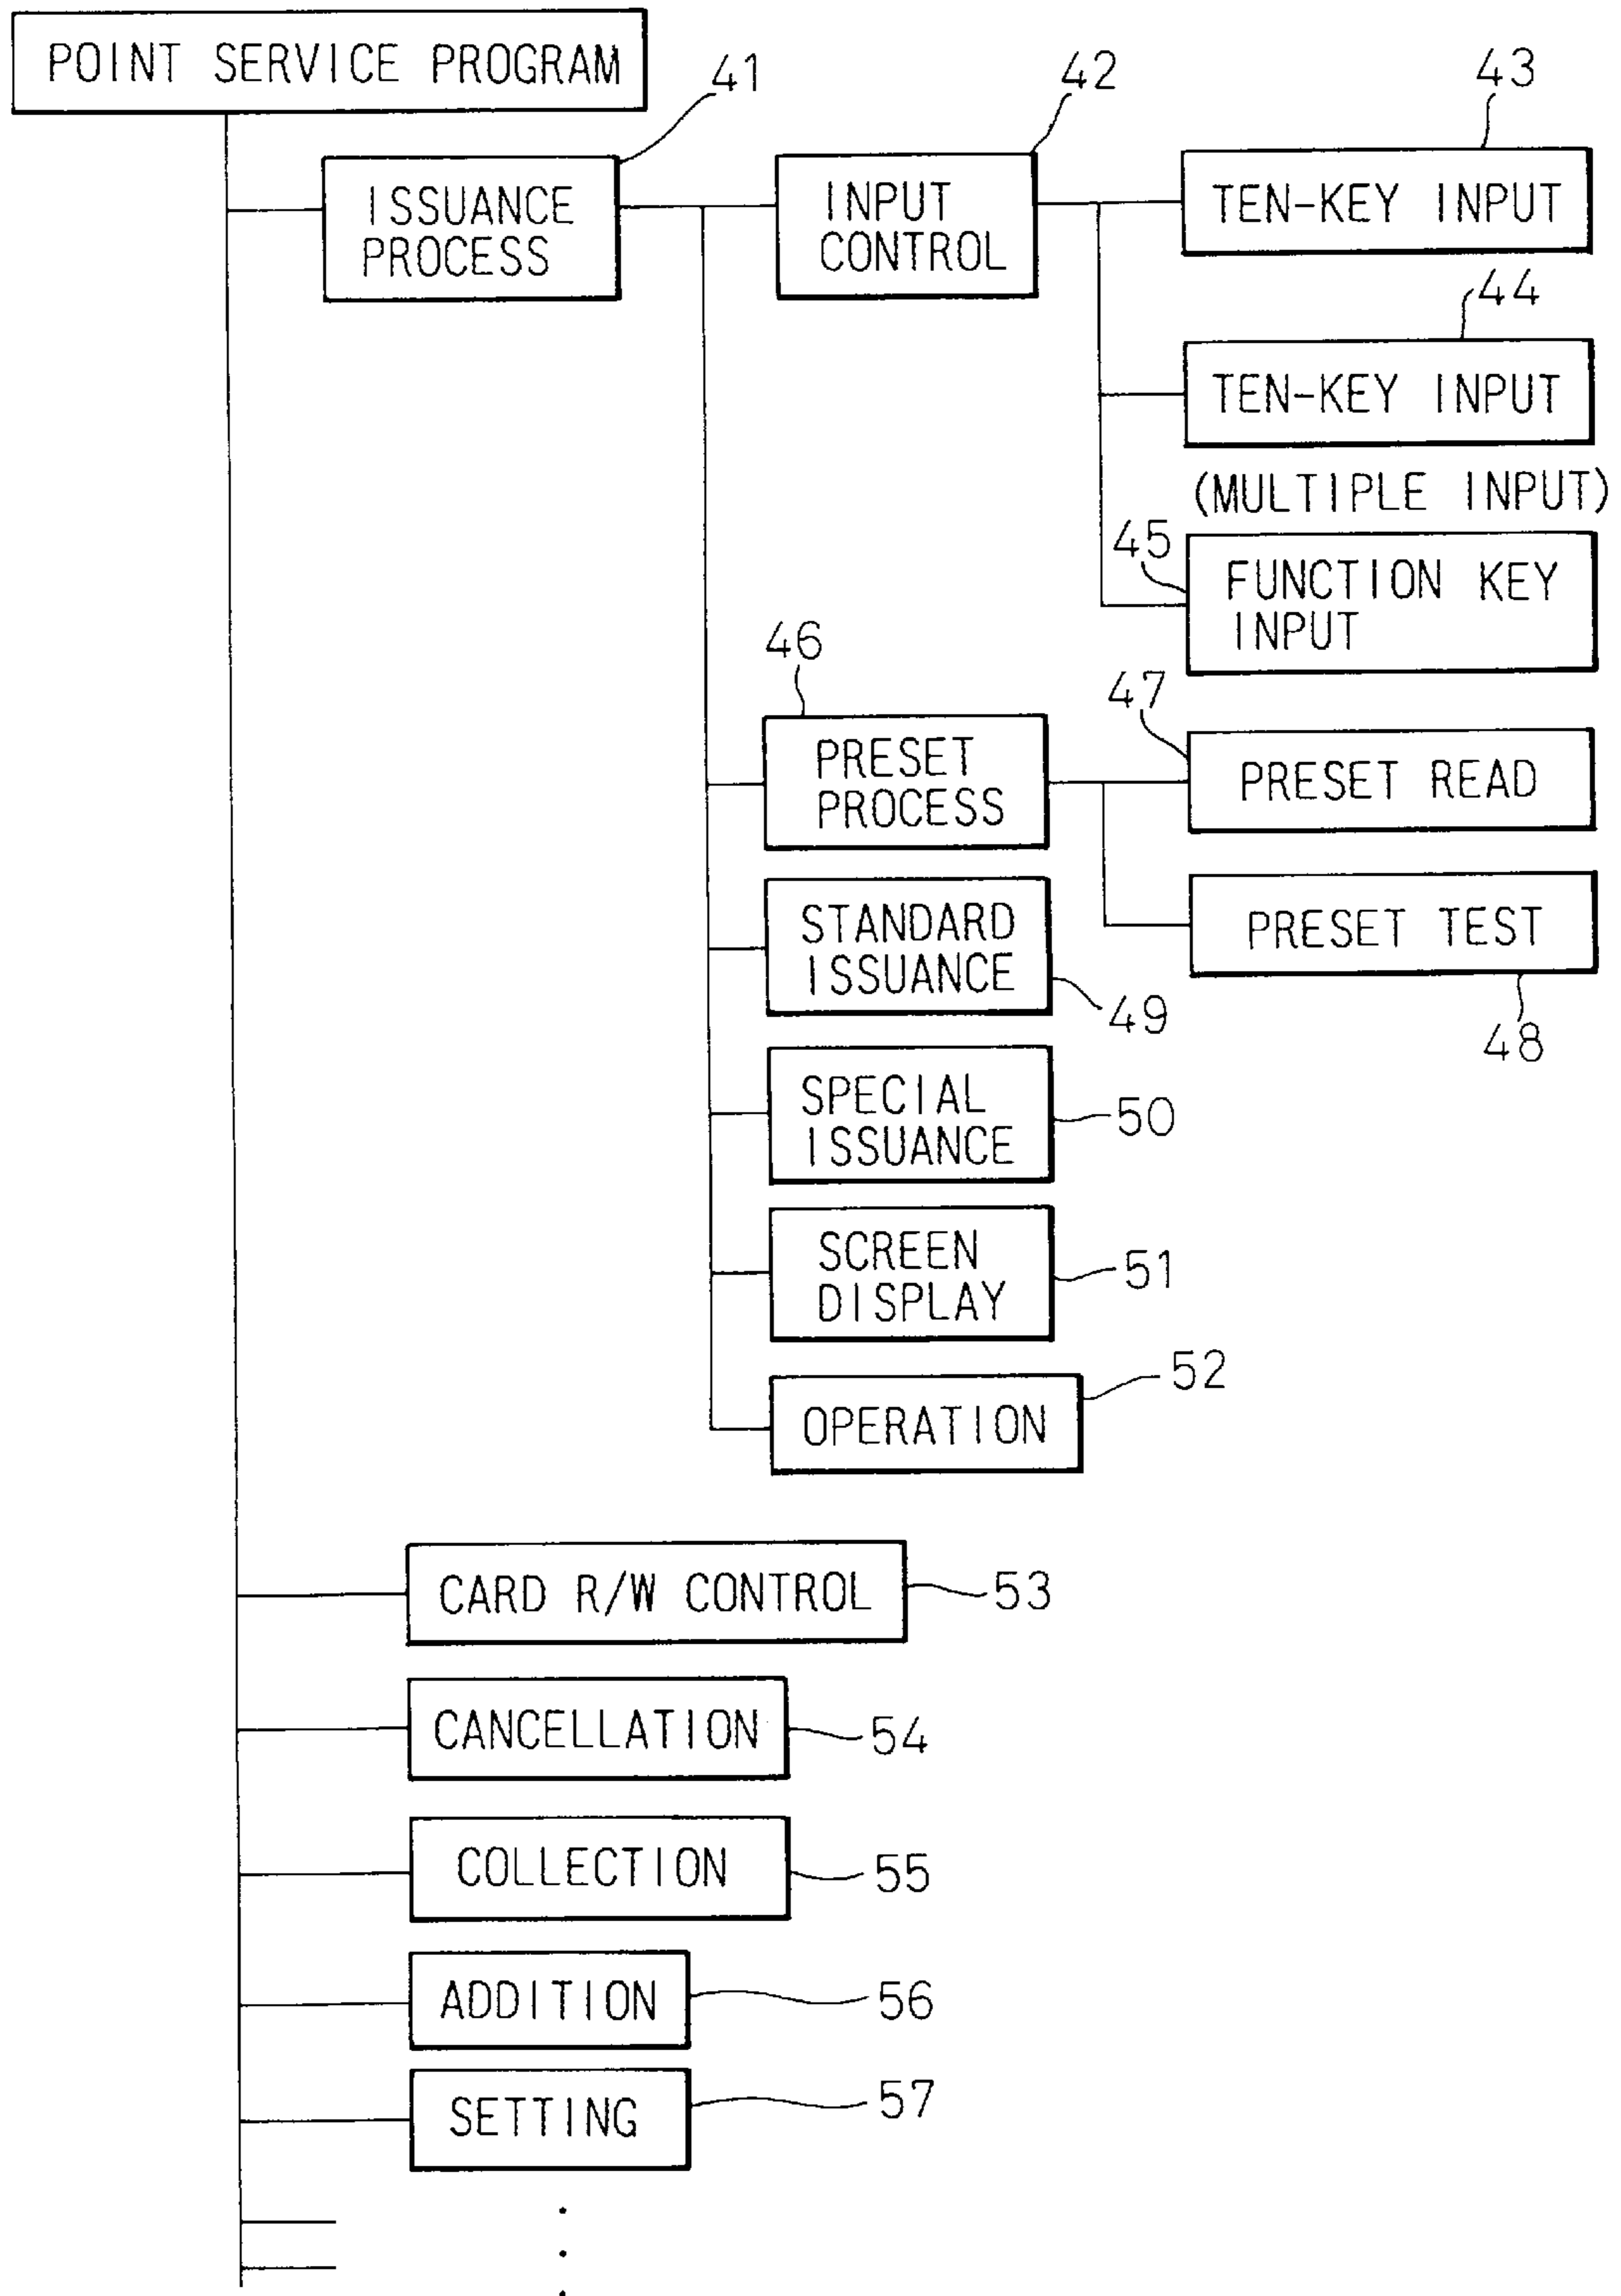 POINT SERVICE PROGRAM
41
42
43
ISSUANCE
PROCESS
INPUT
CONTROL
TEN-KEY INPUT
44
TEN-KEY INPUT
(MULTIPLE INPUT)
45
FUNCTION KEY
INPUT
46
47
PRESET
PROCESS
PRESET READ
STANDARD
ISSUANCE
49
PRESET TEST
48
SPECIAL
ISSUANCE
50
SCREEN
DISPLAY
51
52
OPERATION
CARD R/W CONTROL
53
CANCELLATION
54
COLLECTION
55
ADDITION
56
SETTING
57